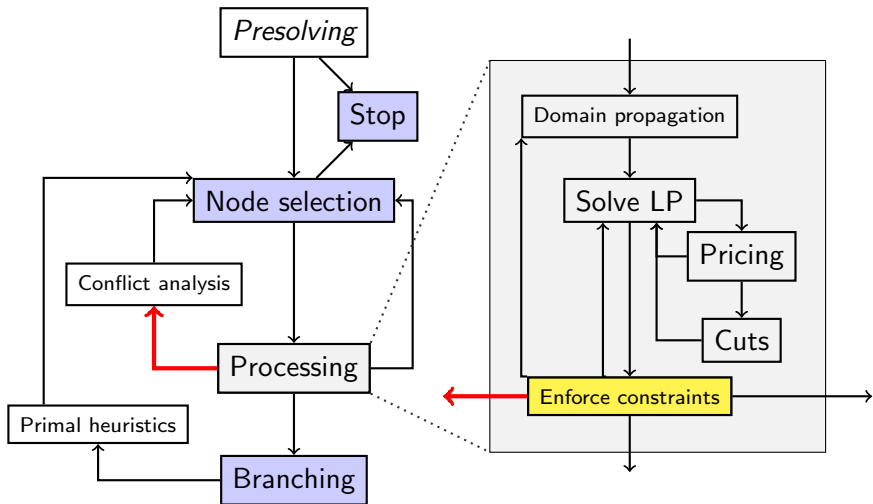 Presolving
Stop
Node selection
Conflict analysis
Processing
Primal heuristics
Branching
Domain propagation
Solve LP
Pricing
Cuts
Enforce constraints